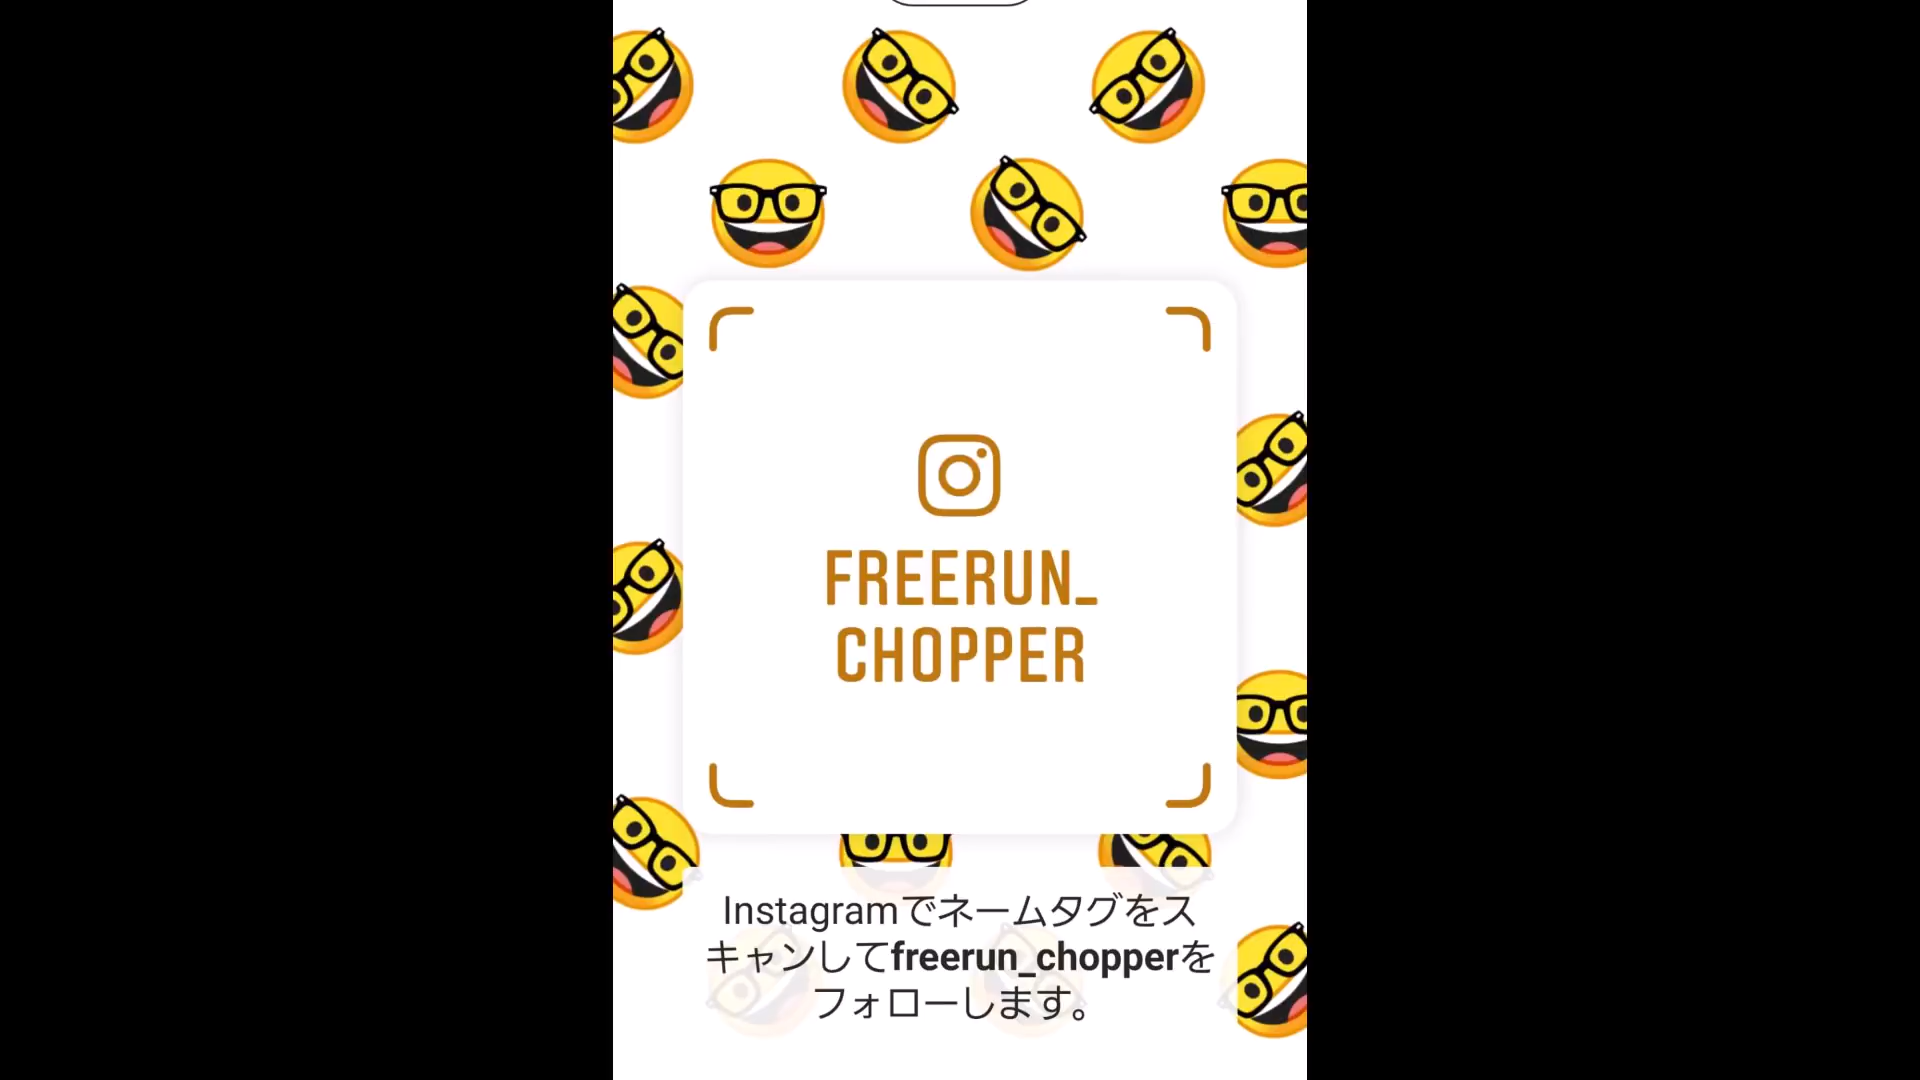 FREERUN_
CHOPPER
Instagramでネームタグをス
キャンしてfreerun_chopperを
フォローします。